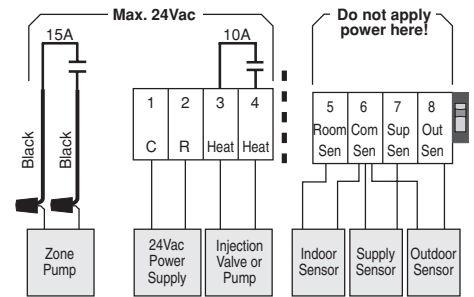 Max. 24Vac
Do not apply
power here!
15A
10A
1 2 3 4
C R Heat Heat
5 6 7 8
Room Com Sup Out
Sen Sen Sen Sen
Black
Black
Zone
Pump
24Vac
Power
Supply
Injection
Valve or
Pump
Indoor
Sensor
Supply
Sensor
Outdoor
Sensor